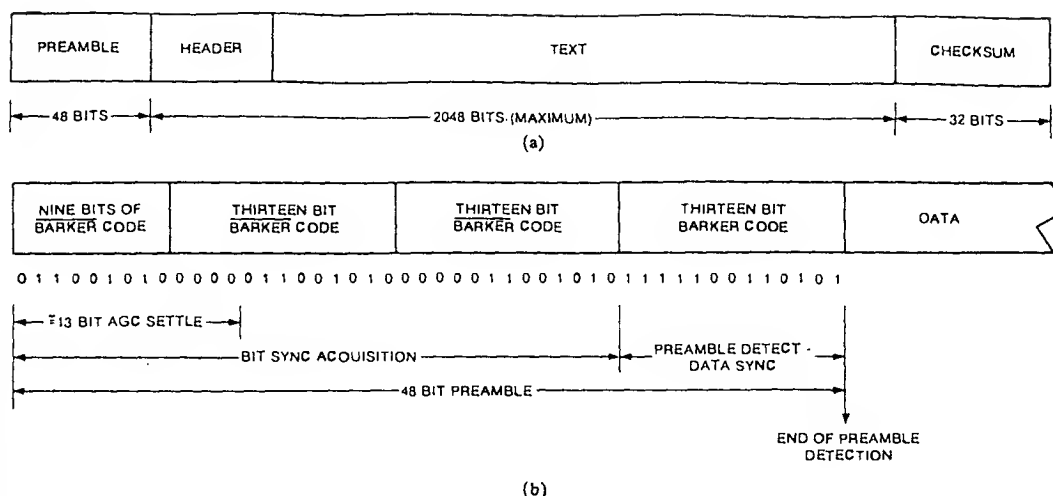 PREAMBLE HEADER TEXT CHECKSUM
48 BITS 2048 BITS (MAXIMUM) 32 BITS
(a)
NINE BITS OF THIRTEEN BIT THIRTEEN BIT THIRTEEN BIT DATA
BARKER CODE BARKER CODE BARKER CODE BARKER CODE
0 1 1 0 0 1 0 1 0 0 0 0 0 0 1 1 0 0 1 0 1 0 0 0 0 0 0 1 1 0 0 1 0 1 0 1 1 1 1 1 0 0 1 1 0 1 0 1
≈13 BIT AGC SETTLE
BIT SYNC ACQUISITION
PREAMBLE DETECT -
DATA SYNC
48 BIT PREAMBLE
END OF PREAMBLE
DETECTION
(b)